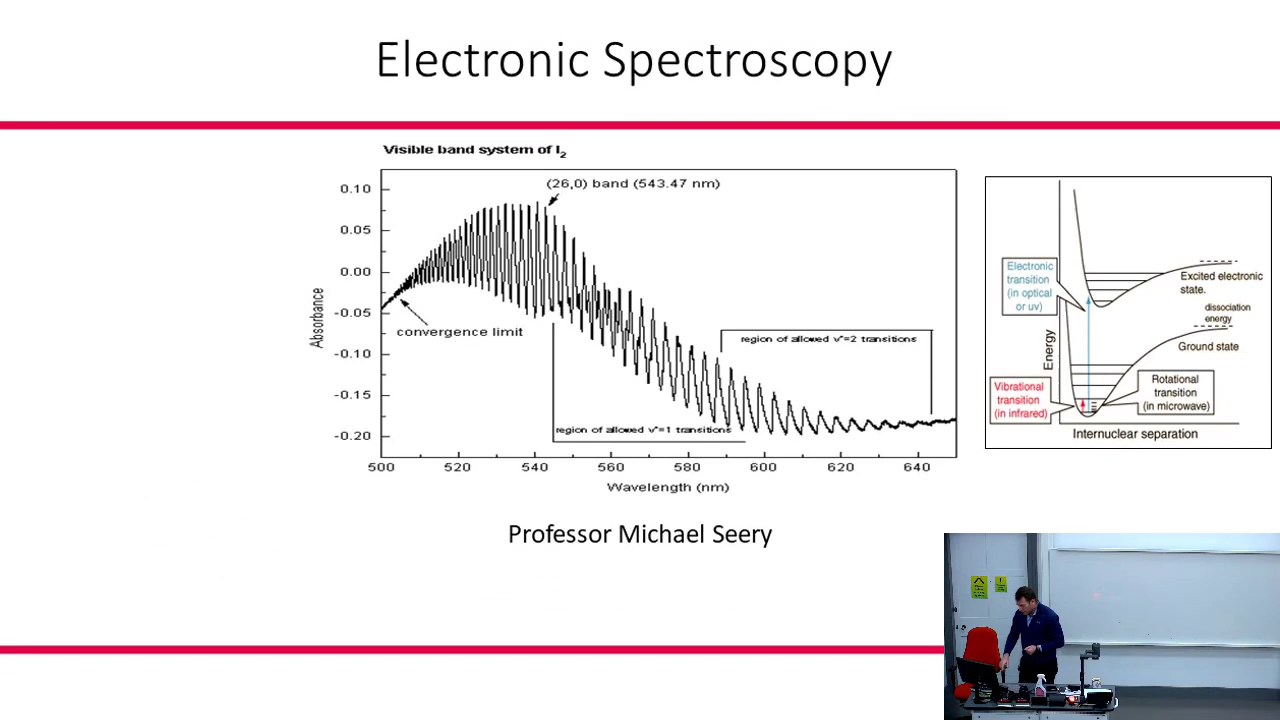 Electronic Spectroscopy
Visible band system of I2
(26,0) band (543.47 nm)
0.10
0.05
0.00
-0.05
-0.10
-0.15
-0.20
Absorbance
convergence limit
region of allowed v"=2 transitions
region of allowed v"=1 transitions
500 520 540 560 580 600 620 640
Wavelength (nm)
Electronic
transition
(in optical
or uv)
Excited electronic
state.
dissociation
energy
Ground state
Energy
Vibrational
transition
(in infrared)
Rotational
transition
(in microwave)
Internuclear separation
Professor Michael Seery